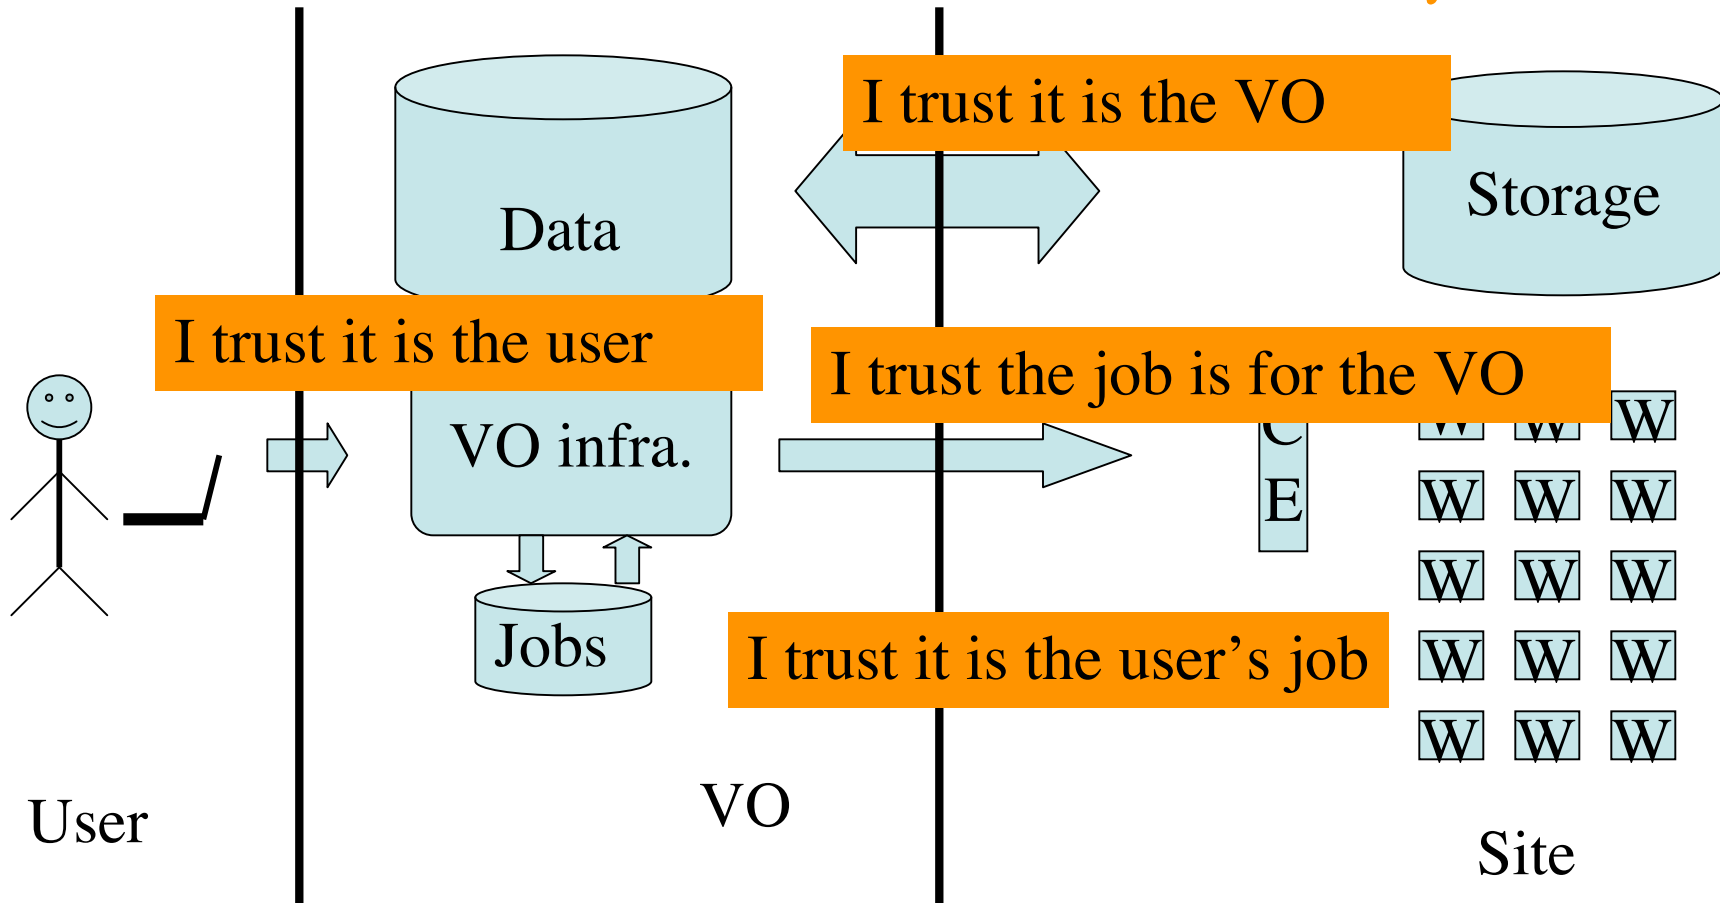 I trust it is the VO
Storage
Data
I trust it is the user
I trust the job is for the VO
VO infra.
C
E
W W W
W W W
W W W
W W W
W W W
Jobs
I trust it is the user’s job
User
VO
Site